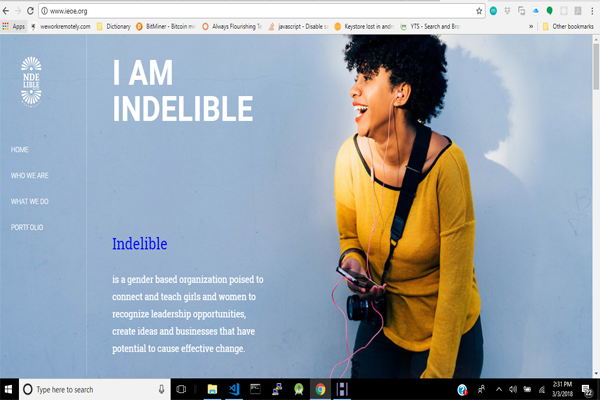 www.ieoe.org
Apps
weworkremotely.com
Dictionary
BitMiner - Bitcoin mi
Always Flourishing Te
javascript - Disable s
Keystore lost in andr
YTS - Search and Bro
»
Other bookmarks
NDE
LIBLE
I AM
INDELIBLE
HOME
WHO WE ARE
WHAT WE DO
PORTFOLIO
Indelible
is a gender based organization poised to
connect and teach girls and women to
recognize leadership opportunities,
create ideas and businesses that have
potential to cause effective change.
Type here to search
2:31 PM
3/3/2018
22